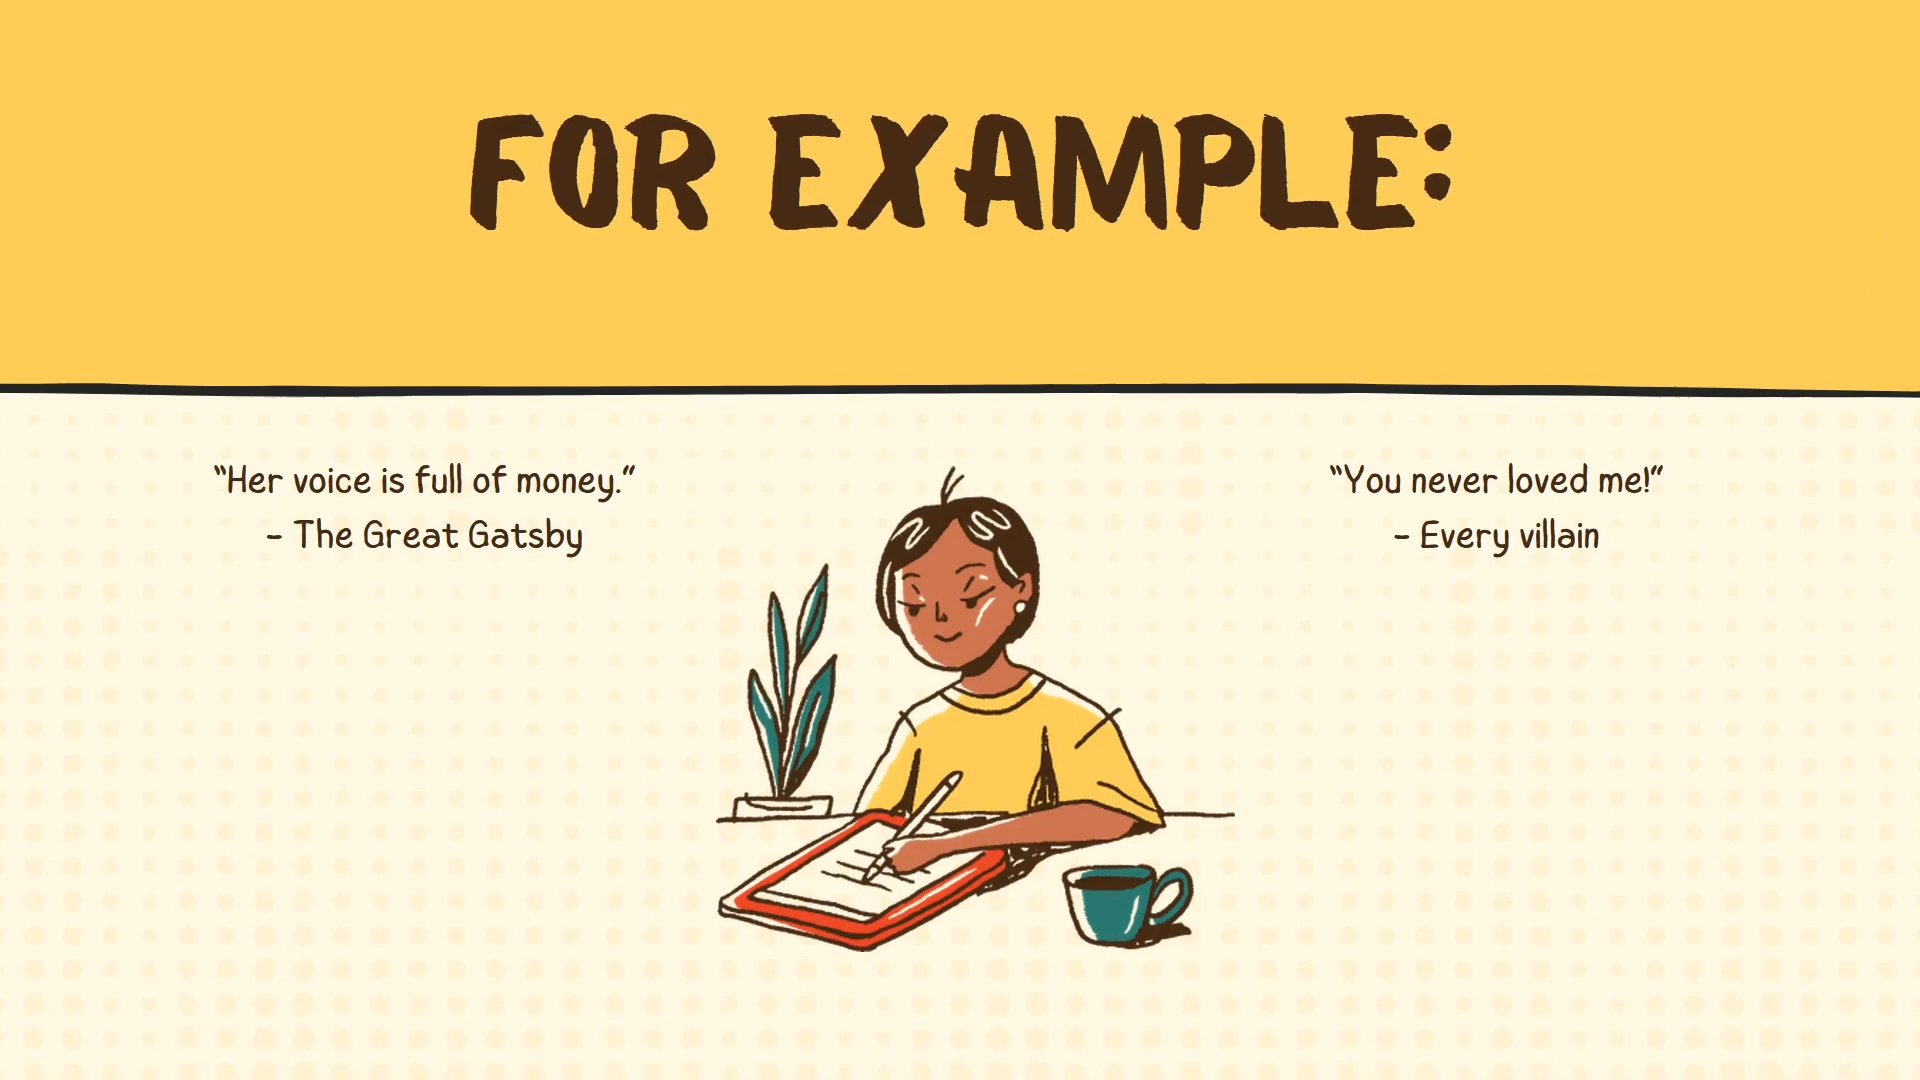 FOR EXAMPLE:
“Her voice is full of money.”
- The Great Gatsby
“You never loved me!”
- Every villain